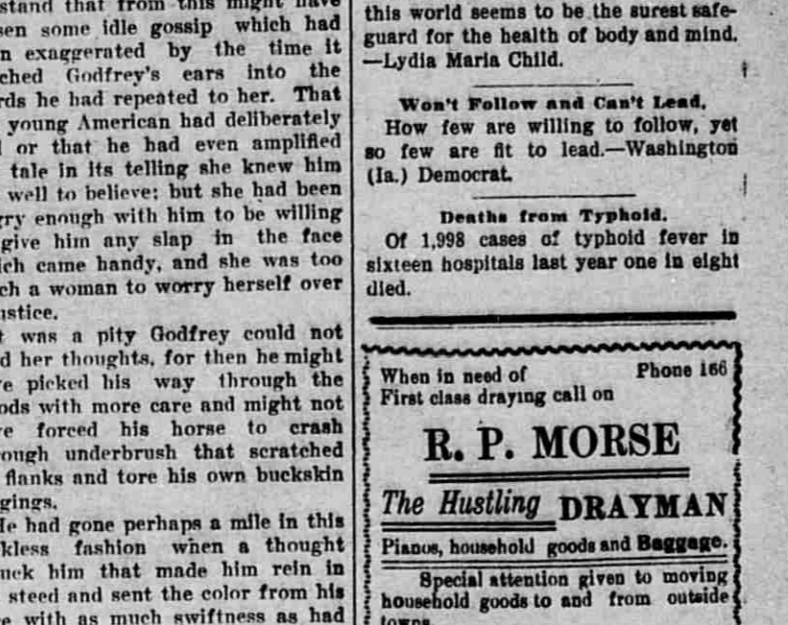 stand that from this might have
sen some idle gossip which had
n exaggerated by the time it
ched Godfrey's ears into the
rds he had repeated to her. That
young American had deliberately
or that he had even amplified
tale in its telling she knew him
well to believe; but she had been
gry enough with him to be willing
give him any slap in the face
ich came handy, and she was too
ch a woman to worry herself over
ustice.
t was a pity Godfrey could not
d her thoughts, for then he might
e picked his way through the
ods with more care and might not
e forced his horse to crash
ough underbrush that scratched
flanks and tore his own buckskin
gings.
He had gone perhaps a mile in this
kless fashion when a thought
uck him that made him rein in
steed and sent the color from his
e with as much swiftness as had
this world seems to be the surest safe-
guard for the health of body and mind.
—Lydia Maria Child.
Won't Follow and Can't Lead.
How few are willing to follow, yet
so few are fit to lead.—Washington
(Ia.) Democrat.
Deaths from Typhoid.
Of 1,998 cases of typhoid fever in
sixteen hospitals last year one in eight
died.
When in need of Phone 166
First class draying call on
R. P. MORSE
The Hustling DRAYMAN
Pianos, household goods and Baggage.
Special attention given to moving
household goods to and from outside
towns